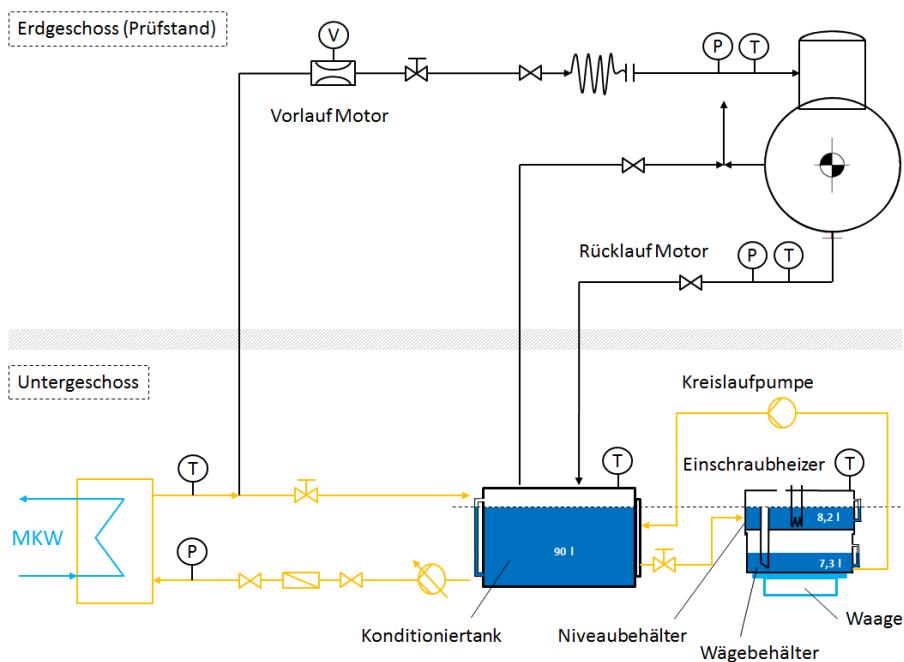 Erdgeschoss (Prüfstand)
V
P
T
Vorlauf Motor
Rücklauf Motor
P
T
Untergeschoss
Kreislaufpumpe
T
T
Einschraubheizer
T
MKW
8,2 l
P
90 l
7,3 l
Waage
Konditioniertank
Niveaubehälter
Wägebehälter